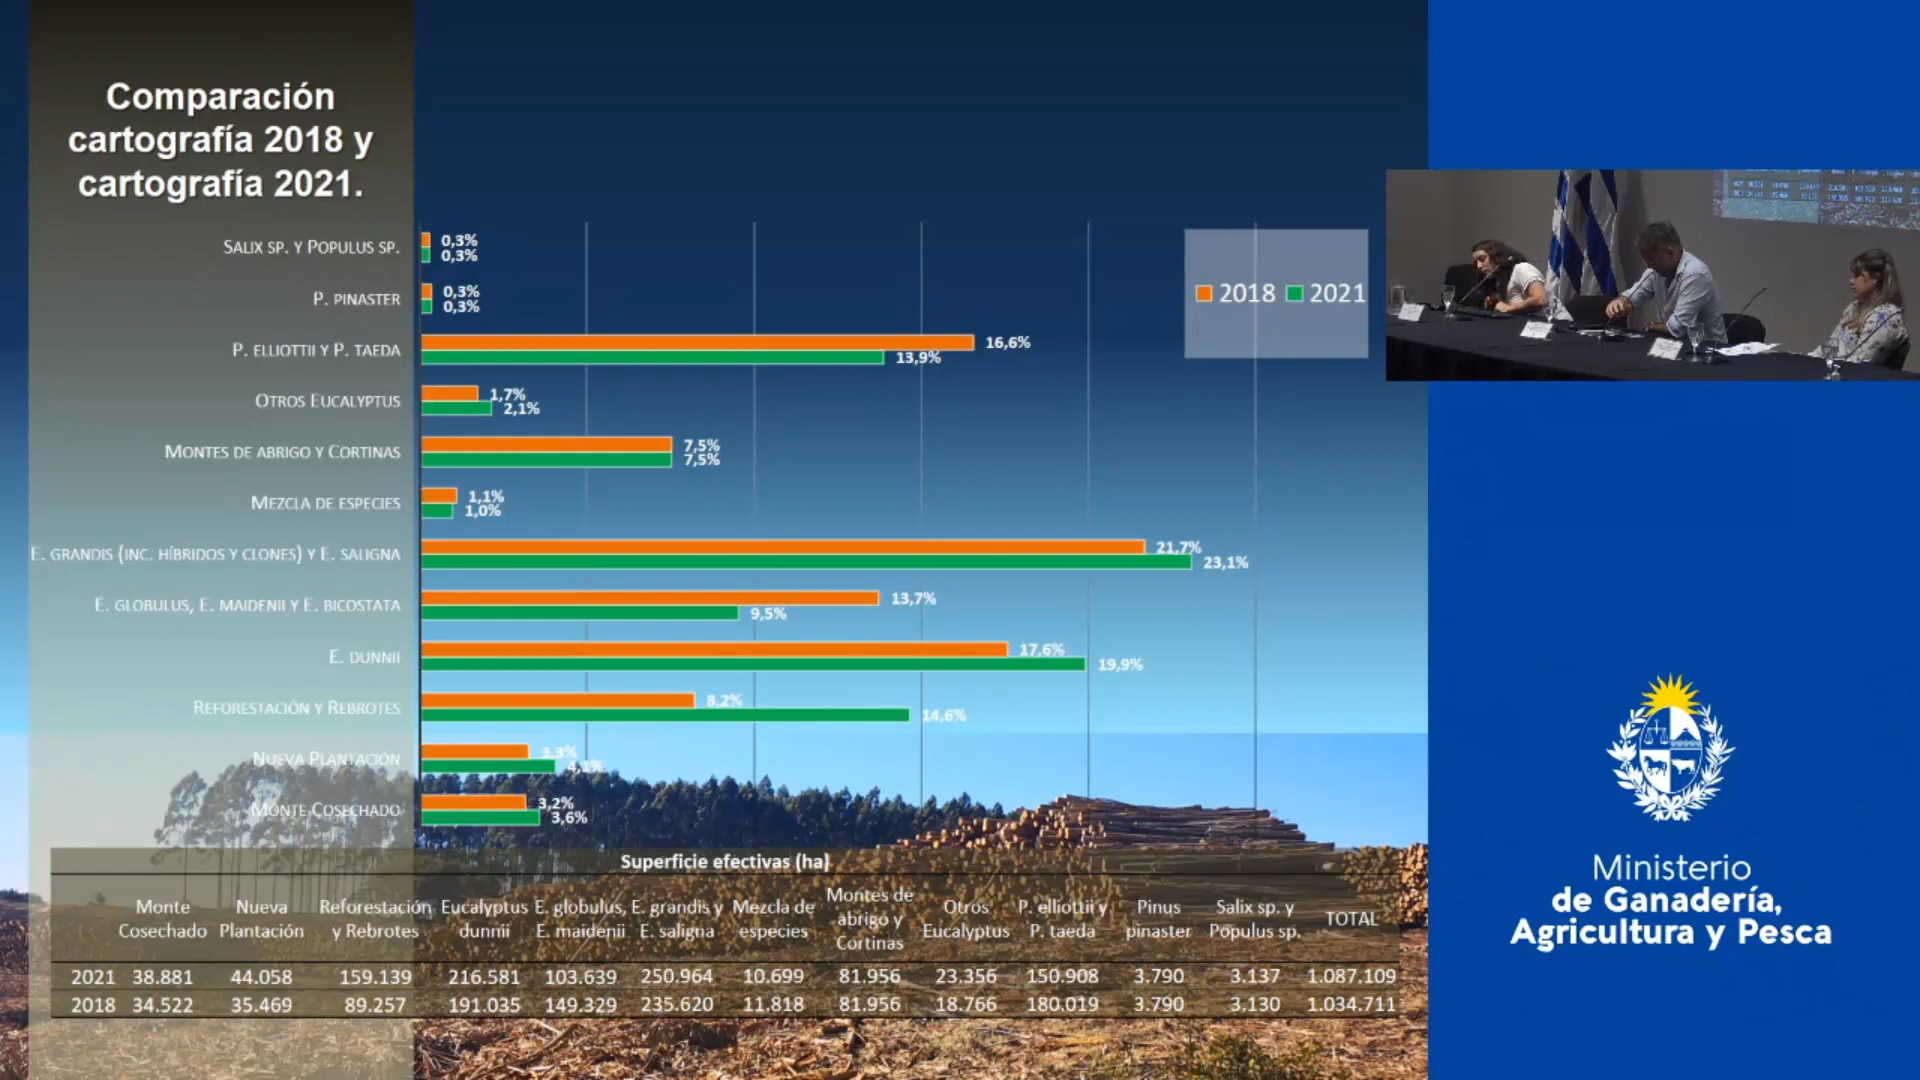 Comparación
cartografía 2018 y
cartografía 2021.
SALIX SP. Y POPULUS SP.
0,3%
0,3%
P. PINASTER
0,3%
0,3%
P. ELLIOTTII Y P. TAEDA
16,6%
13,9%
OTROS EUCALYPTUS
1,7%
2,1%
MONTES DE ABRIGO Y CORTINAS
7,5%
7,5%
MEZCLA DE ESPECIES
1,1%
1,0%
E. GRANDIS (INC. HÍBRIDOS Y CLONES) Y E. SALIGNA
21,7%
23,1%
E. GLOBULUS, E. MAIDENII Y E. BICOSTATA
13,7%
9,5%
E. DUNNII
17,6%
19,9%
REFORESTACIÓN Y REBROTES
8,2%
14,6%
NUEVA PLANTACIÓN
3,3%
4,1%
MONTE COSECHADO
3,2%
3,6%
2018 2021
Superficie efectivas (ha)
Monte Cosechado Nueva Plantación Reforestación y Rebrotes Eucalyptus dunnii E. globulus, E. maidenii E. grandis y E. saligna Mezcla de especies Montes de abrigo y Cortinas Otros Eucalyptus P. elliottii y P. taeda Pinus pinaster Salix sp. y Populus sp. TOTAL
2021 38.881 44.058 159.139 216.581 103.639 250.964 10.699 81.956 23.356 150.908 3.790 3.137 1.087.109
2018 34.522 35.469 89.257 191.035 149.329 235.620 11.818 81.956 18.766 180.019 3.790 3.130 1.034.711
Ministerio
de Ganadería,
Agricultura y Pesca